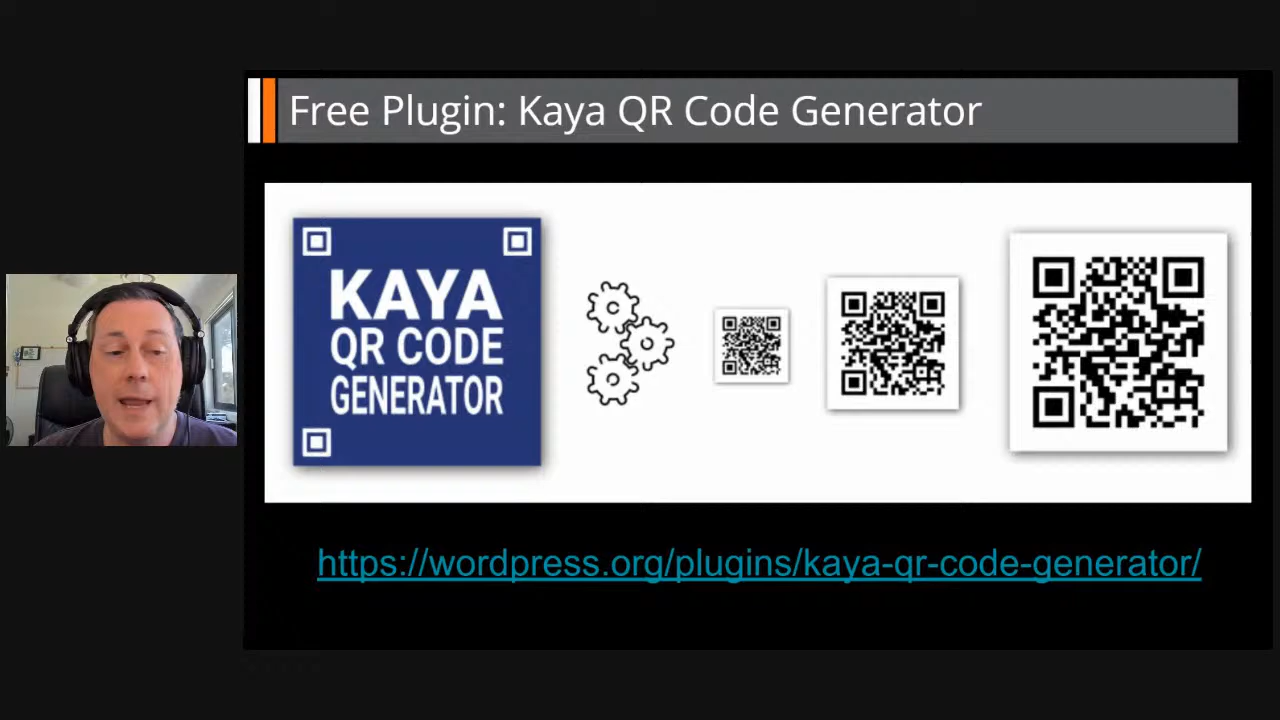 Free Plugin: Kaya QR Code Generator
KAYA
QR CODE
GENERATOR
https://wordpress.org/plugins/kaya-qr-code-generator/